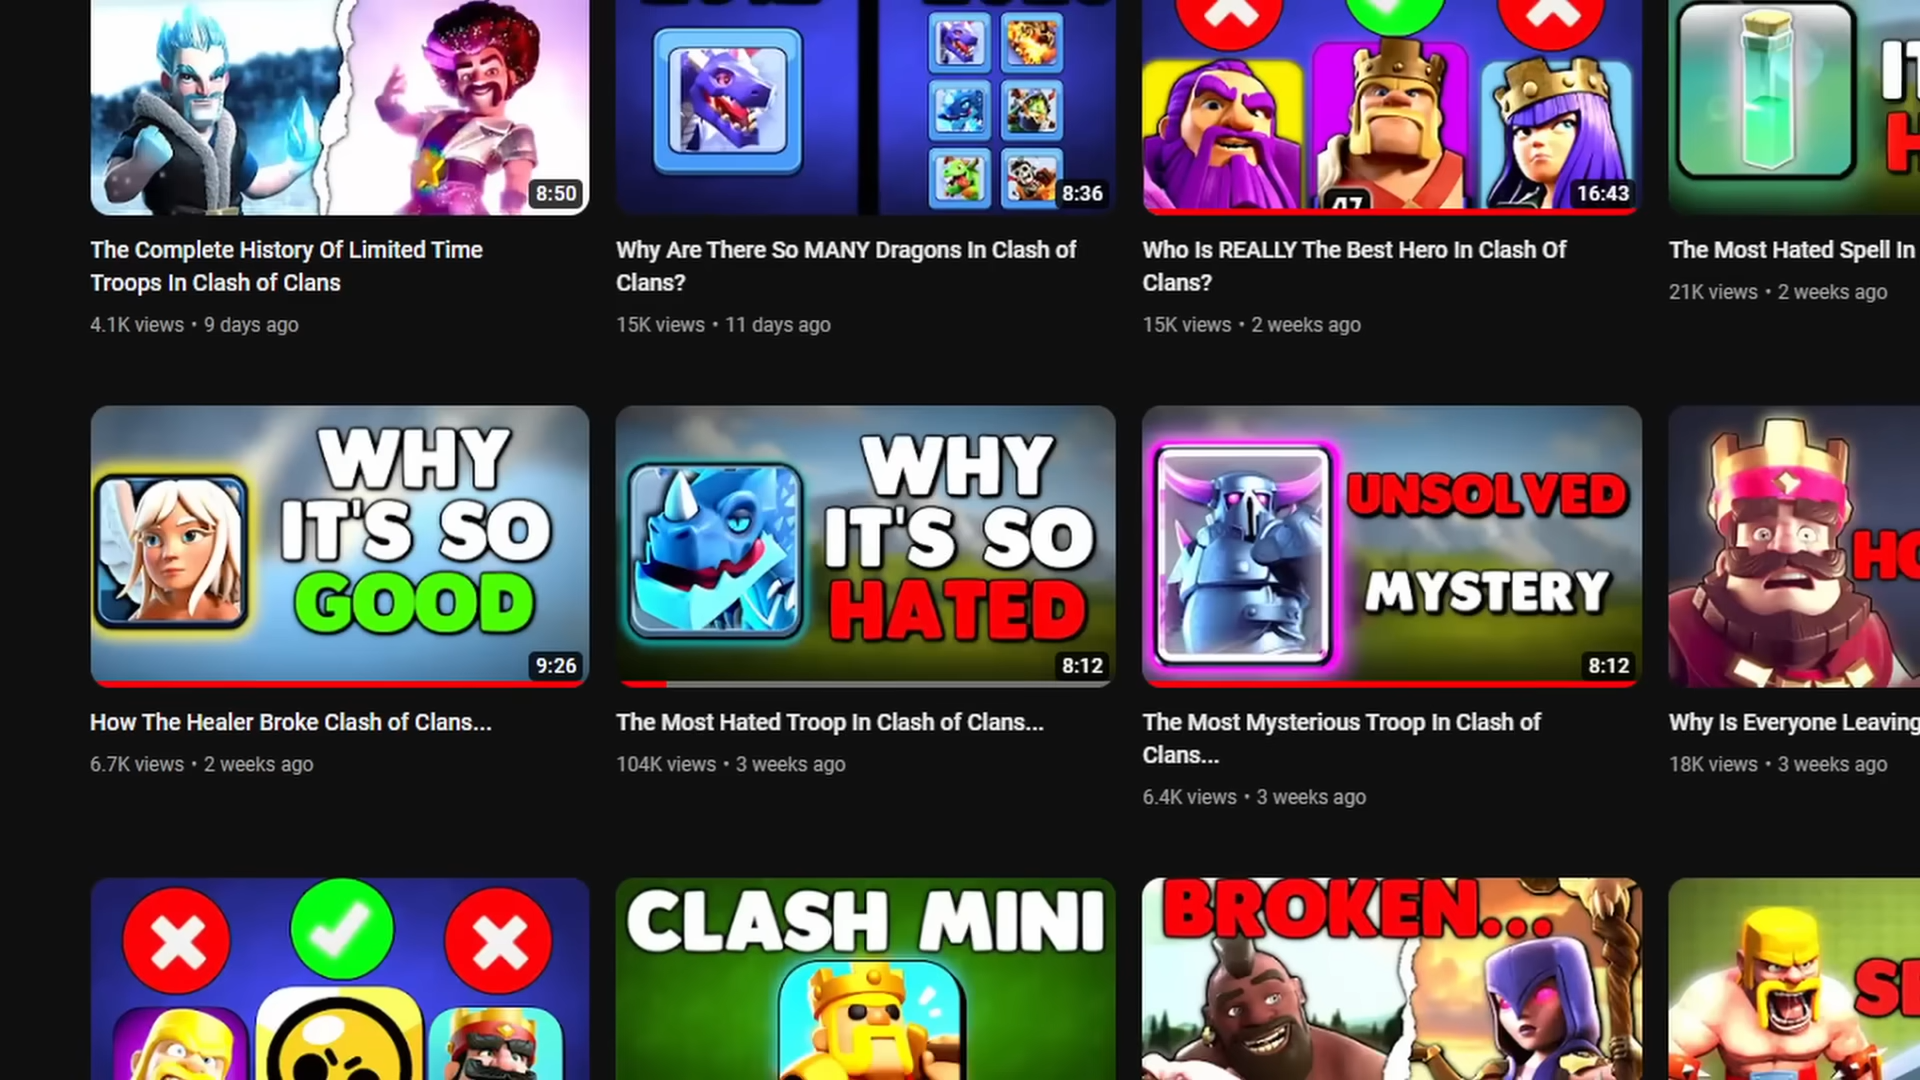 8:50
8:36
47
16:43
IT
H
The Complete History Of Limited Time
Troops In Clash of Clans
4.1K views • 9 days ago
Why Are There So MANY Dragons In Clash of
Clans?
15K views • 11 days ago
Who Is REALLY The Best Hero In Clash Of
Clans?
15K views • 2 weeks ago
The Most Hated Spell In
21K views • 2 weeks ago
WHY
IT'S SO
GOOD
9:26
WHY
IT'S SO
HATED
8:12
UNSOLVED
MYSTERY
8:12
HO
How The Healer Broke Clash of Clans...
6.7K views • 2 weeks ago
The Most Hated Troop In Clash of Clans...
104K views • 3 weeks ago
The Most Mysterious Troop In Clash of
Clans...
6.4K views • 3 weeks ago
Why Is Everyone Leaving
18K views • 3 weeks ago
CLASH MINI
BROKEN...